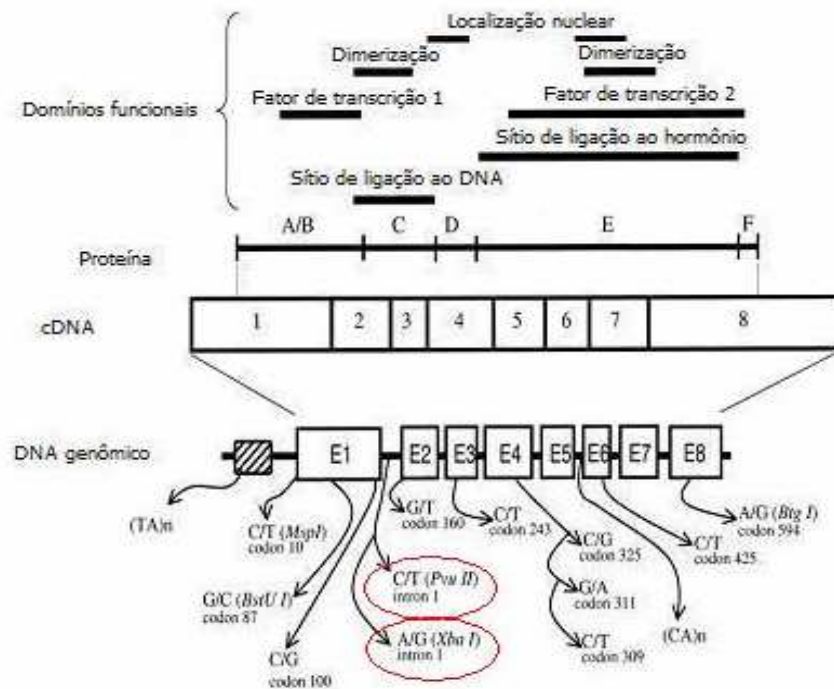 Localização nuclear
Dimerização
Dimerização
Domínios funcionais
Fator de transcrição 1
Fator de transcrição 2
Sítio de ligação ao hormônio
Sítio de ligação ao DNA
A/B
C
D
E
F
Proteína
cDNA
1
2
3
4
5
6
7
8
DNA genômico
E1
E2
E3
E4
E5
E6
E7
E8
(TA)n
C/T (MspI)
codon 10
G/T
codon 160
C/T
codon 243
C/G
codon 325
C/T
codon 425
A/G (Btg I)
codon 594
G/C (BstU I)
codon 87
C/T (Pvu II)
intron 1
G/A
codon 311
C/G
codon 100
A/G (Xba I)
intron 1
C/T
codon 309
(CA)n